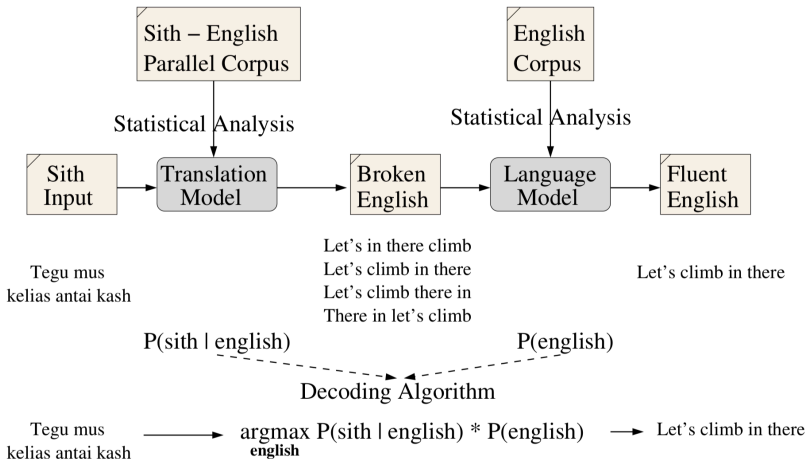 Sith – English
Parallel Corpus
English
Corpus
Statistical Analysis
Statistical Analysis
Sith
Input
Translation
Model
Broken
English
Language
Model
Fluent
English
Tegu mus
kelias antai kash
Let's in there climb
Let's climb in there
Let's climb there in
There in let's climb
Let's climb in there
P(sith | english)
P(english)
Decoding Algorithm
Tegu mus
kelias antai kash
argmax P(sith | english) * P(english)
english
Let's climb in there